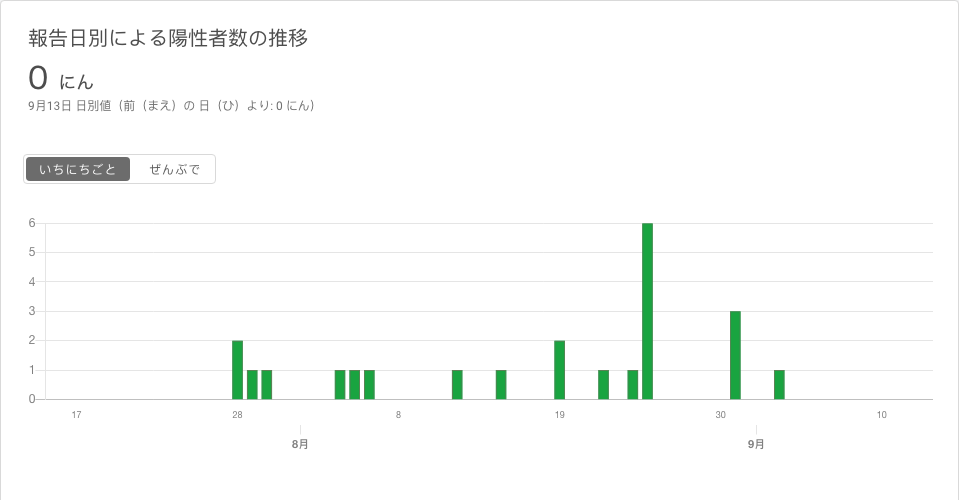 報告日別による陽性者数の推移
0 にん
9月13日 日別値（前（まえ）の 日（ひ）より: 0 にん）
いちにちごと ぜんぶで
6
5
4
3
2
1
0
17 28 8 19 30 10
8月 9月